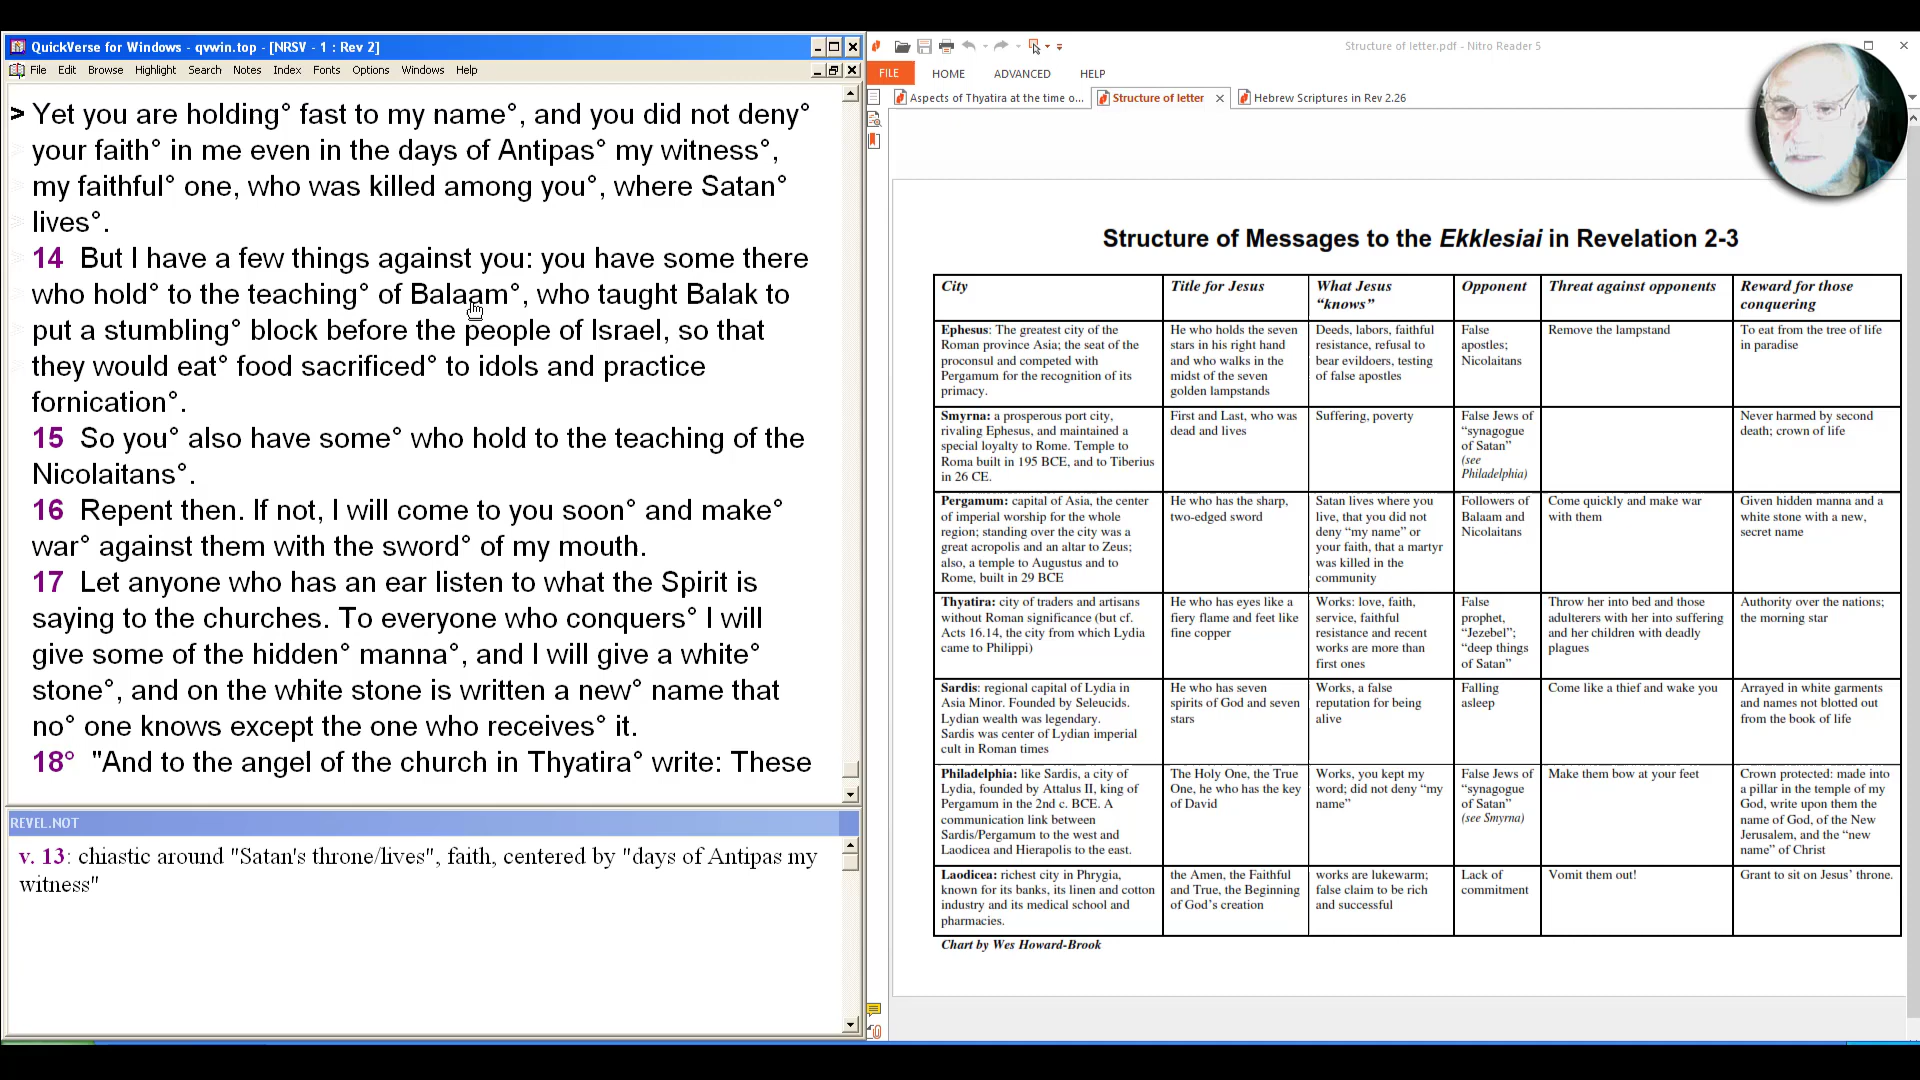 QuickVerse for Windows - qvwin.top - [NRSV - 1 : Rev 2]
File Edit Browse Highlight Search Notes Index Fonts Options Windows Help
> Yet you are holding° fast to my name°, and you did not deny°
your faith° in me even in the days of Antipas° my witness°,
my faithful° one, who was killed among you°, where Satan°
lives°.
14 But I have a few things against you: you have some there
who hold° to the teaching° of Balaam°, who taught Balak to
put a stumbling° block before the people of Israel, so that
they would eat° food sacrificed° to idols and practice
fornication°.
15 So you° also have some° who hold to the teaching of the
Nicolaitans°.
16 Repent then. If not, I will come to you soon° and make°
war° against them with the sword° of my mouth.
17 Let anyone who has an ear listen to what the Spirit is
saying to the churches. To everyone who conquers° I will
give some of the hidden° manna°, and I will give a white°
stone°, and on the white stone is written a new° name that
no° one knows except the one who receives° it.
18° "And to the angel of the church in Thyatira° write: These
REVEL.NOT
v. 13: chiastic around "Satan's throne/lives", faith, centered by "days of Antipas my
witness"
Structure of letter.pdf - Nitro Reader 5
FILE HOME ADVANCED HELP
Aspects of Thyatira at the time o... Structure of letter Hebrew Scriptures in Rev 2.26
Structure of Messages to the Ekklesiai in Revelation 2-3
City
Title for Jesus
What Jesus
“knows”
Opponent
Threat against opponents
Reward for those
conquering
Ephesus: The greatest city of the
Roman province Asia; the seat of the
proconsul and competed with
Pergamum for the recognition of its
primacy.
He who holds the seven
stars in his right hand
and who walks in the
midst of the seven
golden lampstands
Deeds, labors, faithful
resistance, refusal to
bear evildoers, testing
of false apostles
False
apostles;
Nicolaitans
Remove the lampstand
To eat from the tree of life
in paradise
Smyrna: a prosperous port city,
rivaling Ephesus, and maintained a
special loyalty to Rome. Temple to
Roma built in 195 BCE, and to Tiberius
in 26 CE.
First and Last, who was
dead and lives
Suffering, poverty
False Jews of
“synagogue
of Satan”
(see
Philadelphia)
Never harmed by second
death; crown of life
Pergamum: capital of Asia, the center
of imperial worship for the whole
region; standing over the city was a
great acropolis and an altar to Zeus;
also, a temple to Augustus and to
Rome, built in 29 BCE
He who has the sharp,
two-edged sword
Satan lives where you
live, that you did not
deny “my name” or
your faith, that a martyr
was killed in the
community
Followers of
Balaam and
Nicolaitans
Come quickly and make war
with them
Given hidden manna and a
white stone with a new,
secret name
Thyatira: city of traders and artisans
without Roman significance (but cf.
Acts 16.14, the city from which Lydia
came to Philippi)
He who has eyes like a
fiery flame and feet like
fine copper
Works: love, faith,
service, faithful
resistance and recent
works are more than
first ones
False
prophet,
“Jezebel”;
“deep things
of Satan”
Throw her into bed and those
adulterers with her into suffering
and her children with deadly
plagues
Authority over the nations;
the morning star
Sardis: regional capital of Lydia in
Asia Minor. Founded by Seleucids.
Lydian wealth was legendary.
Sardis was center of Lydian imperial
cult in Roman times
He who has seven
spirits of God and seven
stars
Works, a false
reputation for being
alive
Falling
asleep
Come like a thief and wake you
Arrayed in white garments
and names not blotted out
from the book of life
Philadelphia: like Sardis, a city of
Lydia, founded by Attalus II, king of
Pergamum in the 2nd c. BCE. A
communication link between
Sardis/Pergamum to the west and
Laodicea and Hierapolis to the east.
The Holy One, the True
One, he who has the key
of David
Works, you kept my
word; did not deny “my
name”
False Jews of
“synagogue
of Satan”
(see Smyrna)
Make them bow at your feet
Crown protected: made into
a pillar in the temple of my
God, write upon them the
name of God, of the New
Jerusalem, and the “new
name” of Christ
Laodicea: richest city in Phrygia,
known for its banks, its linen and cotton
industry and its medical school and
pharmacies.
the Amen, the Faithful
and True, the Beginning
of God’s creation
works are lukewarm;
false claim to be rich
and successful
Lack of
commitment
Vomit them out!
Grant to sit on Jesus’ throne.
Chart by Wes Howard-Brook